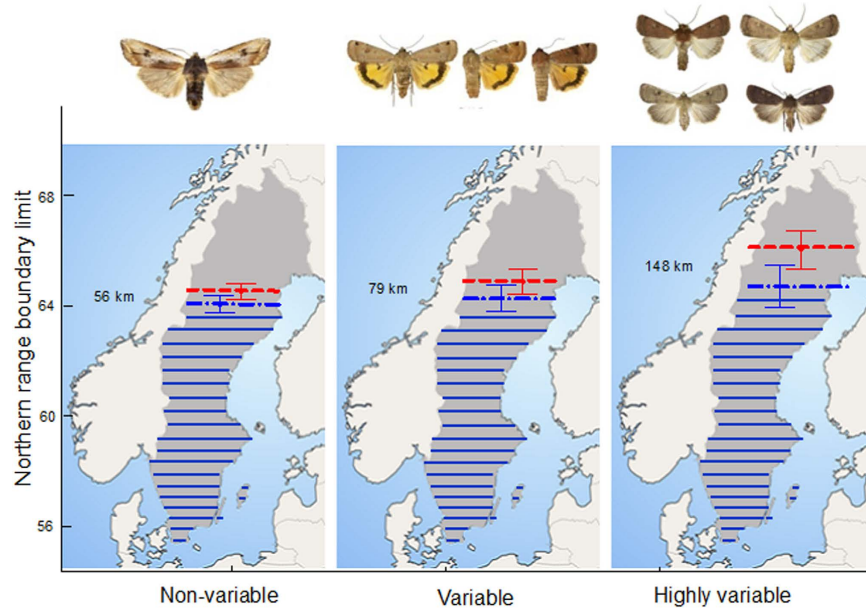 Northern range boundary limit
68
64
60
56
56 km
79 km
148 km
Non-variable
Variable
Highly variable